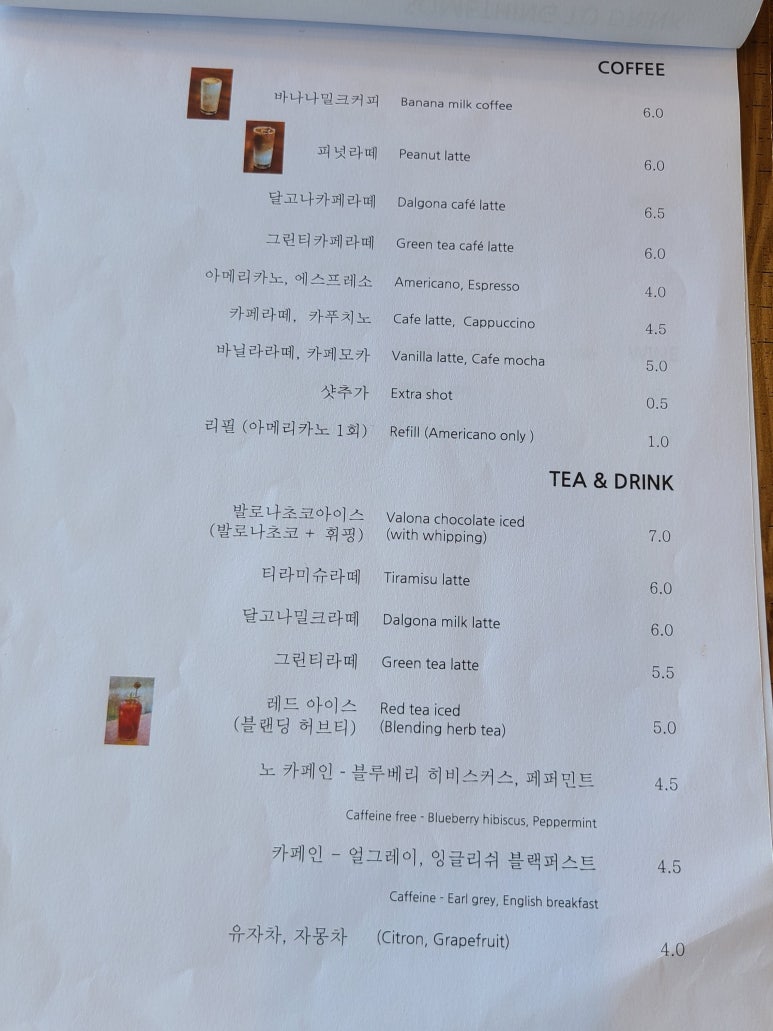 COFFEE
바나나밀크커피 Banana milk coffee 6.0
피넛라떼 Peanut latte 6.0
달고나카페라떼 Dalgona café latte 6.5
그린티카페라떼 Green tea café latte 6.0
아메리카노, 에스프레소 Americano, Espresso 4.0
카페라떼, 카푸치노 Cafe latte, Cappuccino 4.5
바닐라라떼, 카페모카 Vanilla latte, Cafe mocha 5.0
샷추가 Extra shot 0.5
리필 (아메리카노 1회) Refill (Americano only ) 1.0
TEA & DRINK
발로나초코아이스 Valona chocolate iced
(발로나초코 + 휘핑) (with whipping) 7.0
티라미슈라떼 Tiramisu latte 6.0
달고나밀크라떼 Dalgona milk latte 6.0
그린티라떼 Green tea latte 5.5
레드 아이스 Red tea iced
(블랜딩 허브티) (Blending herb tea) 5.0
노 카페인 - 블루베리 히비스커스, 페퍼민트 4.5
Caffeine free - Blueberry hibiscus, Peppermint
카페인 - 얼그레이, 잉글리쉬 블랙퍼스트 4.5
Caffeine - Earl grey, English breakfast
유자차, 자몽차 (Citron, Grapefruit) 4.0